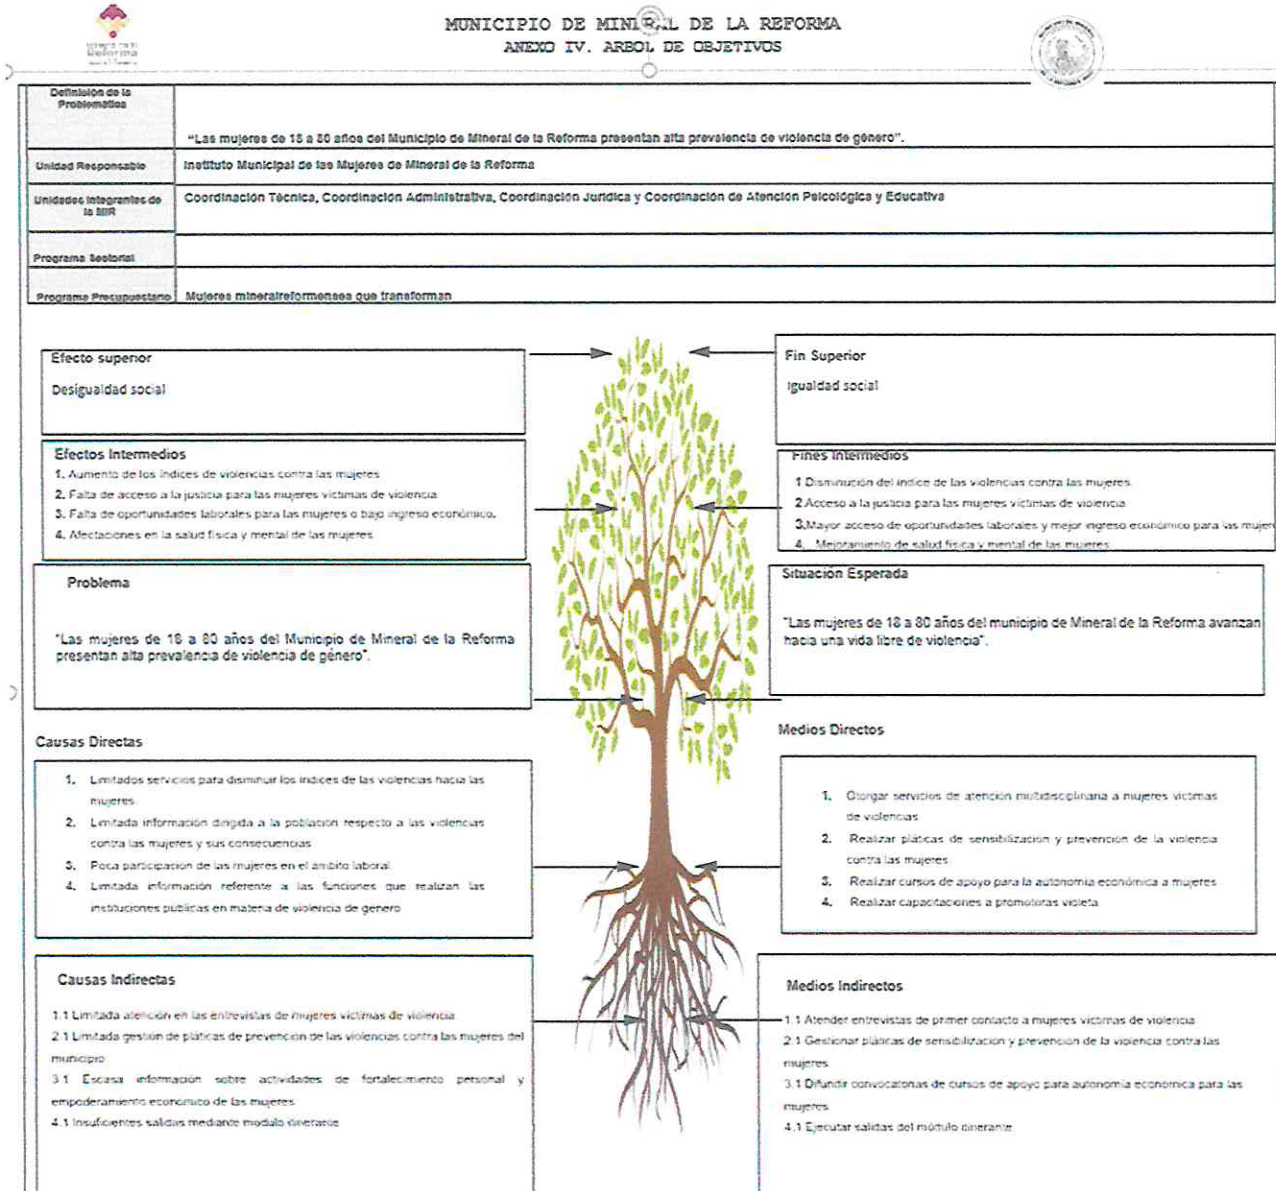 MUNICIPIO DE MINERAL DE LA REFORMA
ANEXO IV. ARBOL DE OBJETIVOS
Reforma
Definición de la
Problemática
“Las mujeres de 18 a 80 años del Municipio de Mineral de la Reforma presentan alta prevalencia de violencia de género”.
Unidad Responsable
Instituto Municipal de las Mujeres de Mineral de la Reforma
Unidades Integrantes de
la MIR
Coordinación Técnica, Coordinación Administrativa, Coordinación Jurídica y Coordinación de Atención Psicológica y Educativa
Programa Sectorial
Programa Presupuestario
Mujeres mineralreformenses que transforman
Efecto superior
Desigualdad social
Fin Superior
Igualdad social
Efectos Intermedios
1. Aumento de los índices de violencias contra las mujeres
2. Falta de acceso a la justicia para las mujeres víctimas de violencia
3. Falta de oportunidades laborales para las mujeres o bajo ingreso económico.
4. Afectaciones en la salud física y mental de las mujeres
Fines Intermedios
1 Disminución del índice de las violencias contra las mujeres
2 Acceso a la justicia para las mujeres víctimas de violencia
3.Mayor acceso de oportunidades laborales y mejor ingreso económico para las mujer
4. Mejoramiento de salud física y mental de las mujeres
Problema
"Las mujeres de 18 a 80 años del Municipio de Mineral de la Reforma
presentan alta prevalencia de violencia de género".
Situación Esperada
"Las mujeres de 18 a 80 años del municipio de Mineral de la Reforma avanzan
hacia una vida libre de violencia".
Causas Directas
1. Limitados servicios para disminuir los índices de las violencias hacia las
mujeres.
2. Limitada información dirigida a la población respecto a las violencias
contra las mujeres y sus consecuencias
3. Poca participación de las mujeres en el ámbito laboral.
4. Limitada información referente a las funciones que realizan las
instituciones públicas en materia de violencia de género
Medios Directos
1. Otorgar servicios de atención multidisciplinaria a mujeres víctimas
de violencias
2. Realizar pláticas de sensibilización y prevención de la violencia
contra las mujeres
3. Realizar cursos de apoyo para la autonomía económica a mujeres
4. Realizar capacitaciones a promotoras violeta
Causas Indirectas
1.1 Limitada atención en las entrevistas de mujeres víctimas de violencia
2.1 Limitada gestión de pláticas de prevención de las violencias contra las mujeres del
municipio
3.1 Escasa información sobre actividades de fortalecimiento personal y
empoderamiento económico de las mujeres
4.1 Insuficientes salidas mediante modulo itinerante
Medios Indirectos
1.1 Atender entrevistas de primer contacto a mujeres víctimas de violencia
2.1 Gestionar pláticas de sensibilización y prevención de la violencia contra las
mujeres
3.1 Difundir convocatorias de cursos de apoyo para autonomía económica para las
mujeres
4.1 Ejecutar salidas del módulo itinerante